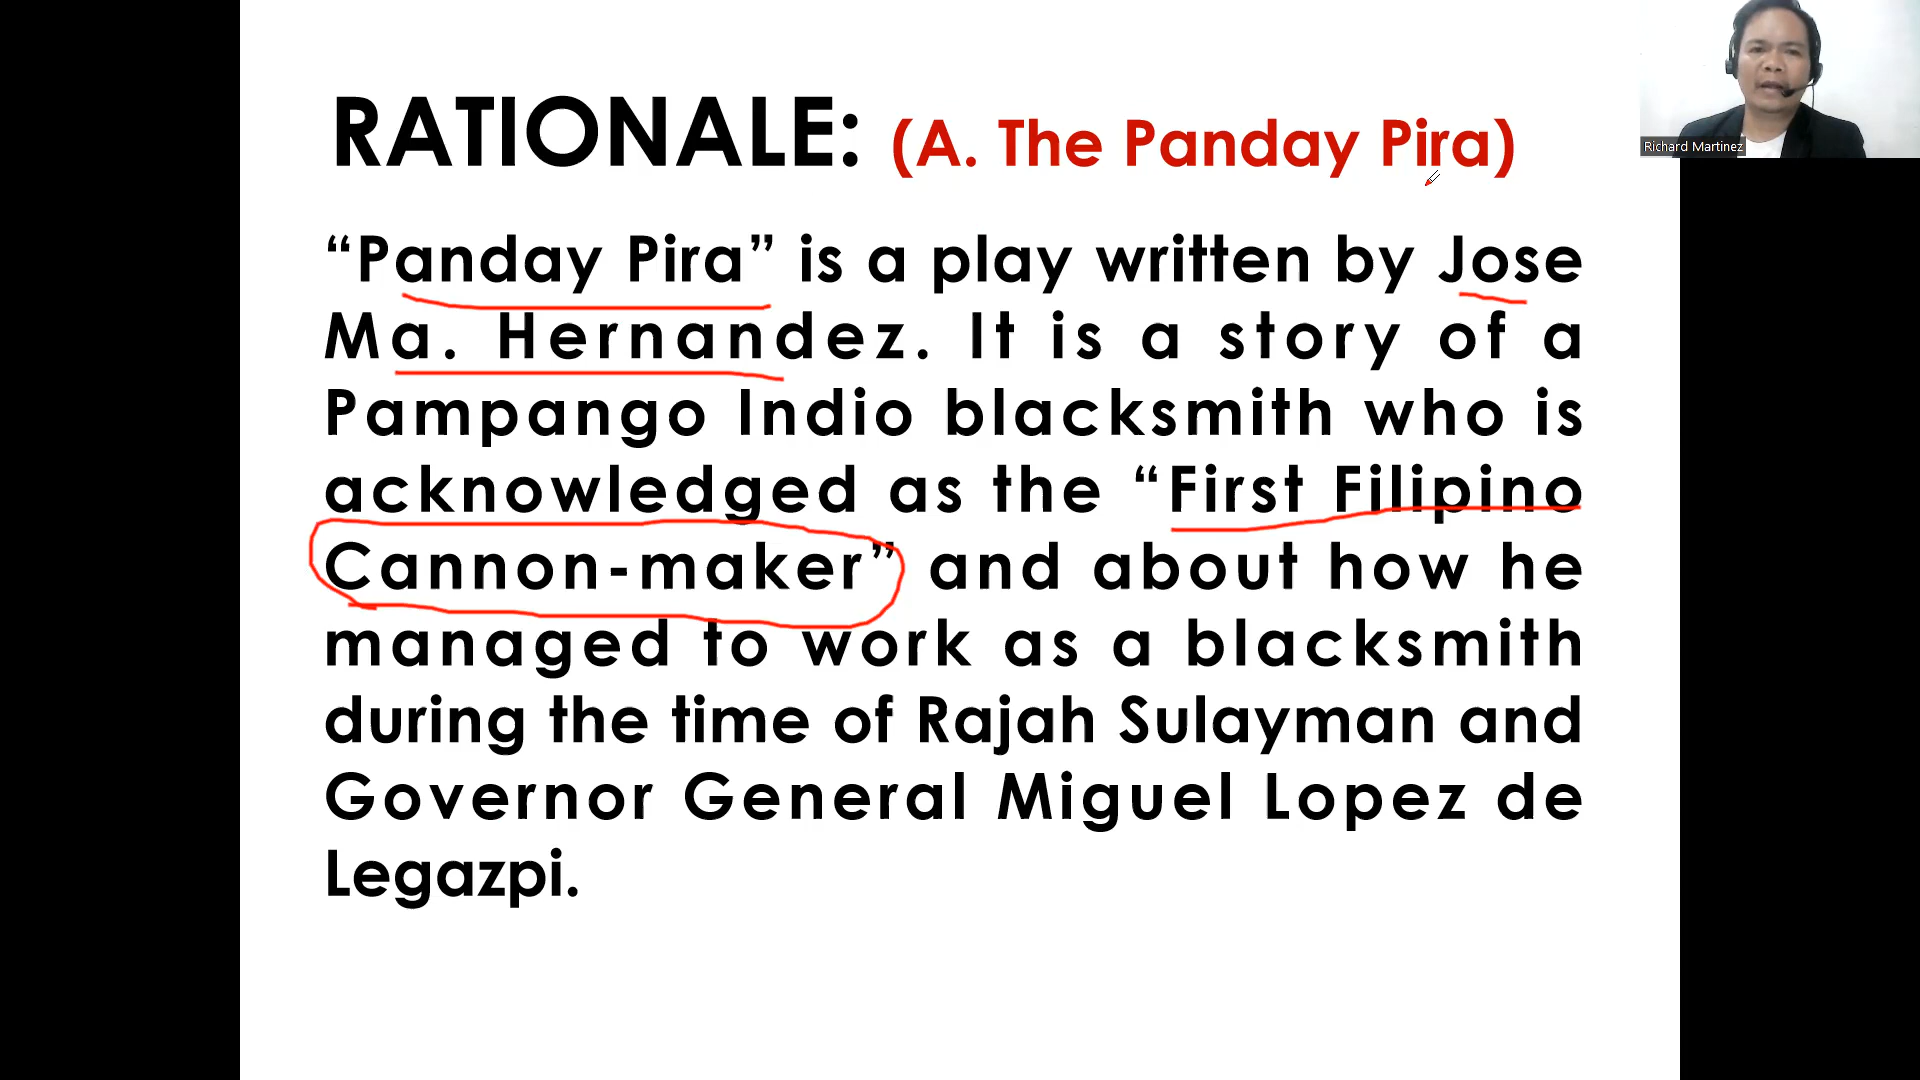 RATIONALE: (A. The Panday Pira)
Richard Martinez
“Panday Pira” is a play written by Jose
Ma. Hernandez. It is a story of a
Pampango Indio blacksmith who is
acknowledged as the “First Filipino
Cannon-maker” and about how he
managed to work as a blacksmith
during the time of Rajah Sulayman and
Governor General Miguel Lopez de
Legazpi.